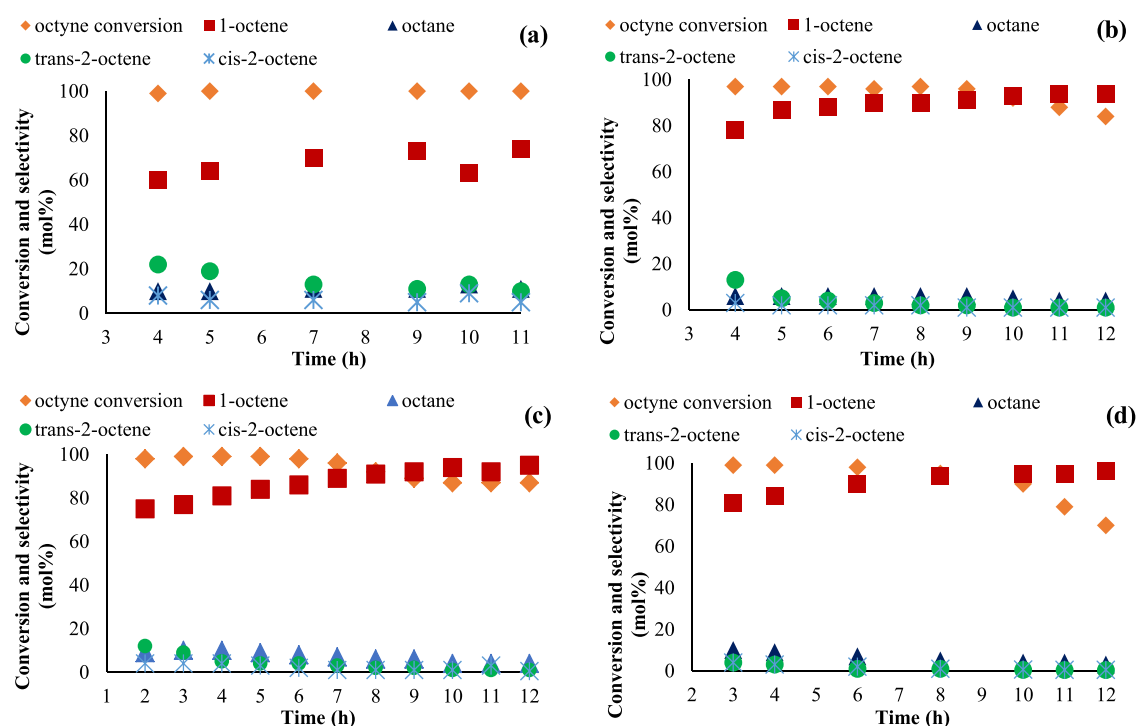 octyne conversion 1-octene octane (a)
trans-2-octene cis-2-octene
Conversion and selectivity
(mol%)
100
80
60
40
20
0
3 4 5 6 7 8 9 10 11
Time (h)
octyne conversion 1-octene octane (b)
trans-2-octene cis-2-octene
Conversion and selectivity
(mol%)
100
80
60
40
20
0
3 4 5 6 7 8 9 10 11 12
Time (h)
octyne conversion 1-octene octane (c)
trans-2-octene cis-2-octene
Conversion and selectivity
(mol%)
100
80
60
40
20
0
1 2 3 4 5 6 7 8 9 10 11 12
Time (h)
octyne conversion 1-octene octane (d)
trans-2-octene cis-2-octene
Conversion and selectivity
(mol%)
100
80
60
40
20
0
2 3 4 5 6 7 8 9 10 11 12
Time (h)